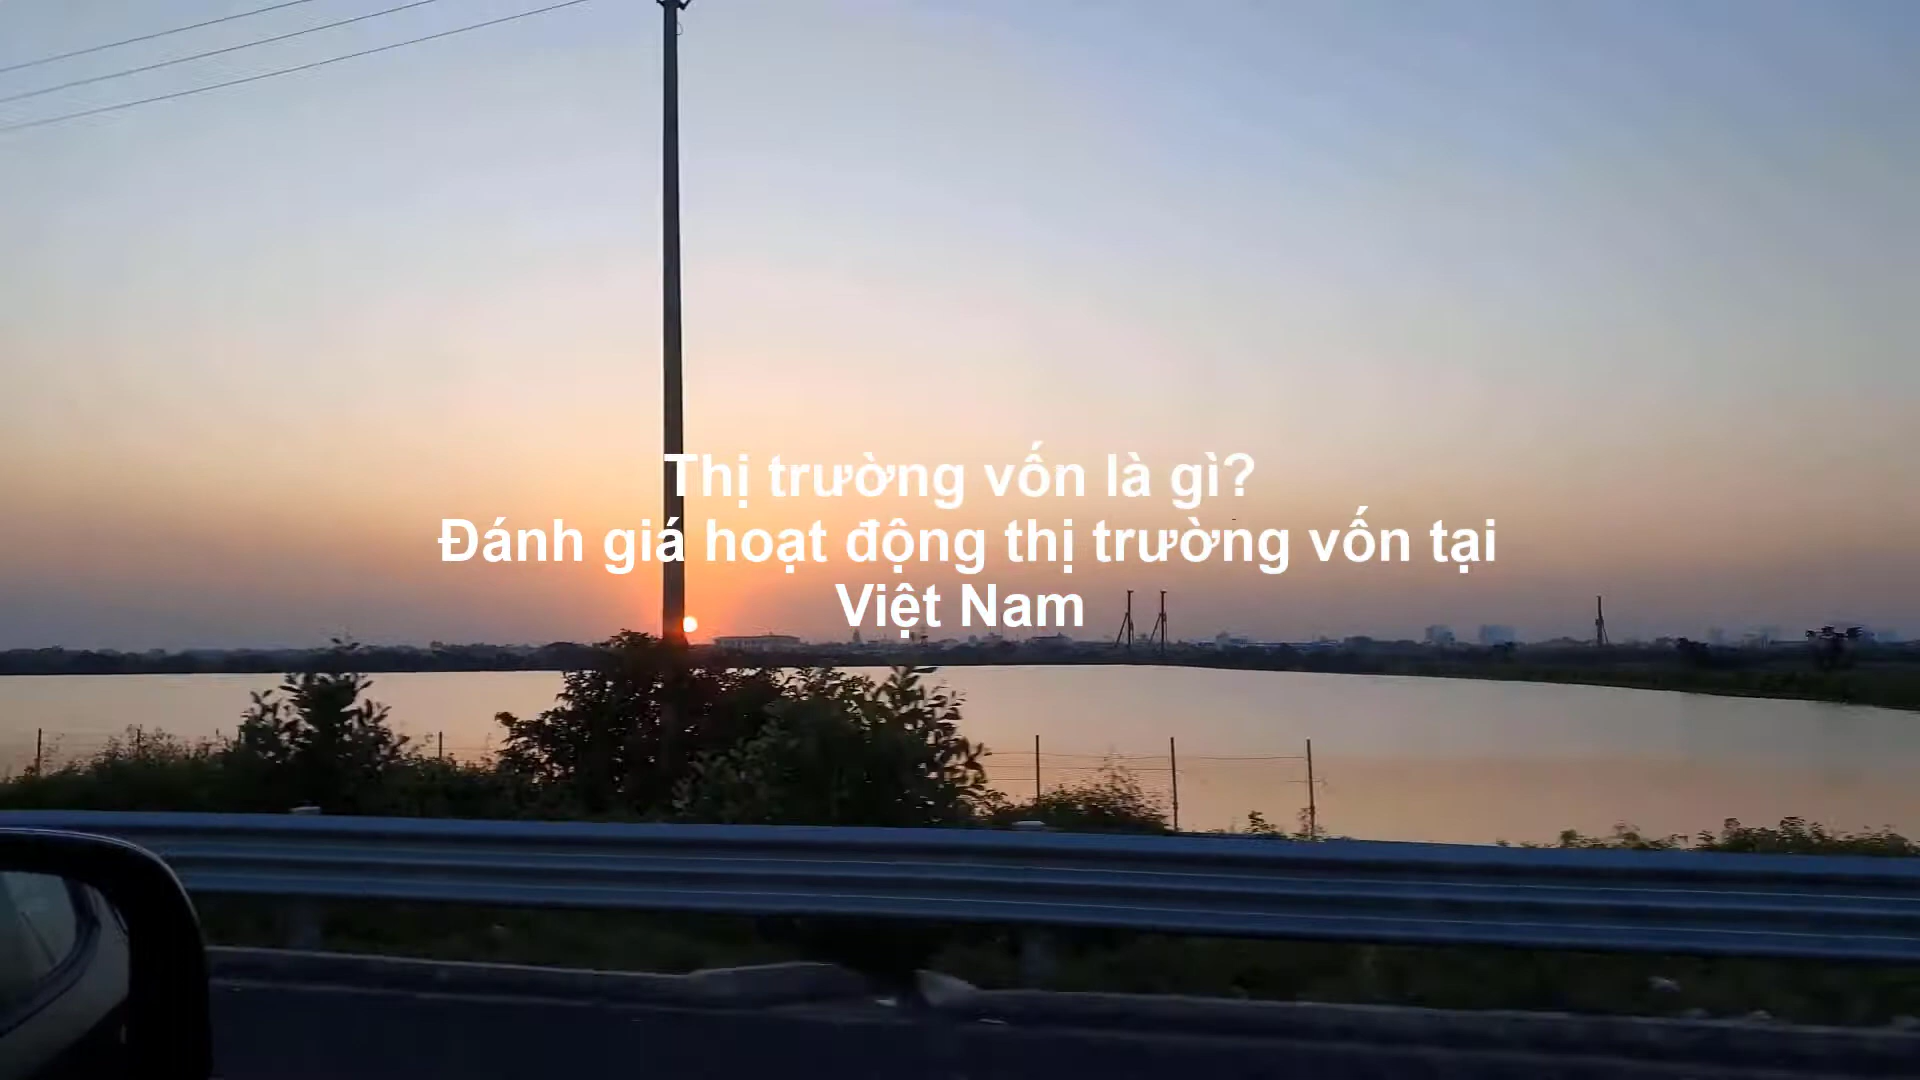 Thị trường vốn là gì?
Đánh giá hoạt động thị trường vốn tại
Việt Nam